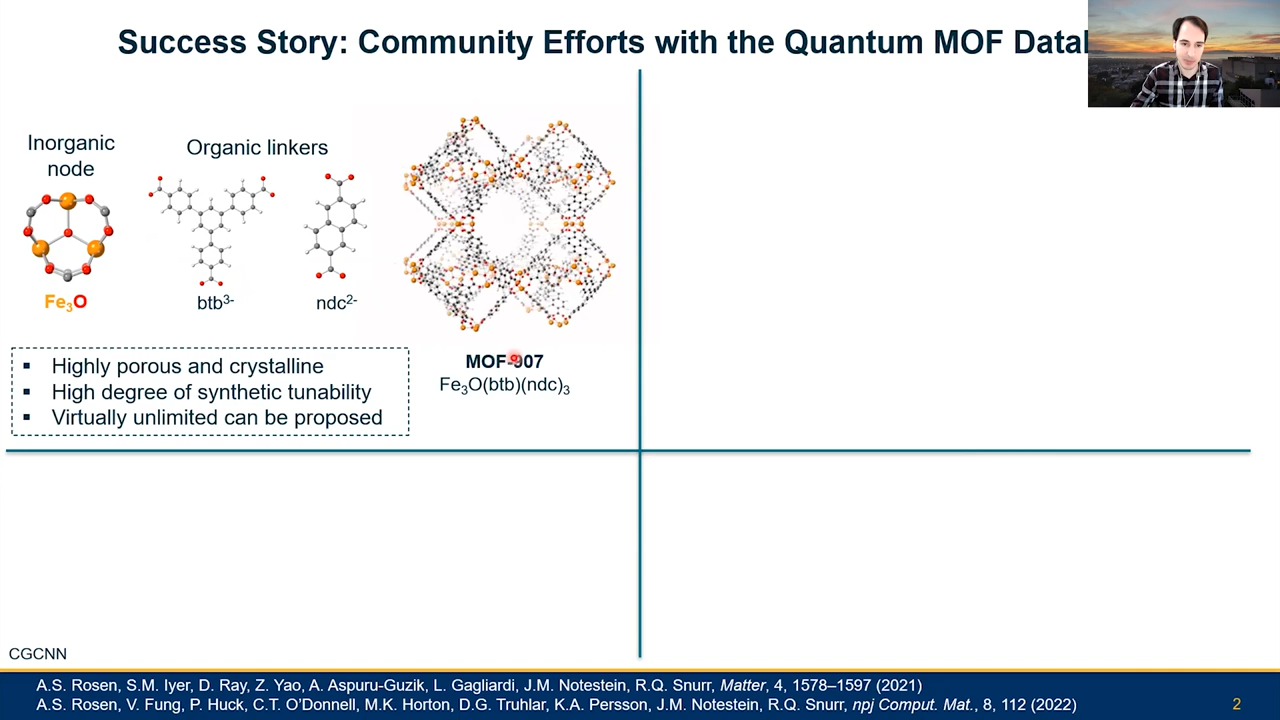 Success Story: Community Efforts with the Quantum MOF
Inorganic
node
Organic linkers
Fe₃O
btb³⁻
ndc²⁻
MOF-907
Fe₃O(btb)(ndc)₃
▪ Highly porous and crystalline
▪ High degree of synthetic tunability
▪ Virtually unlimited can be proposed
CGCNN
A.S. Rosen, S.M. Iyer, D. Ray, Z. Yao, A. Aspuru-Guzik, L. Gagliardi, J.M. Notestein, R.Q. Snurr, Matter, 4, 1578–1597 (2021)
A.S. Rosen, V. Fung, P. Huck, C.T. O'Donnell, M.K. Horton, D.G. Truhlar, K.A. Persson, J.M. Notestein, R.Q. Snurr, npj Comput. Mat., 8, 112 (2022)
2